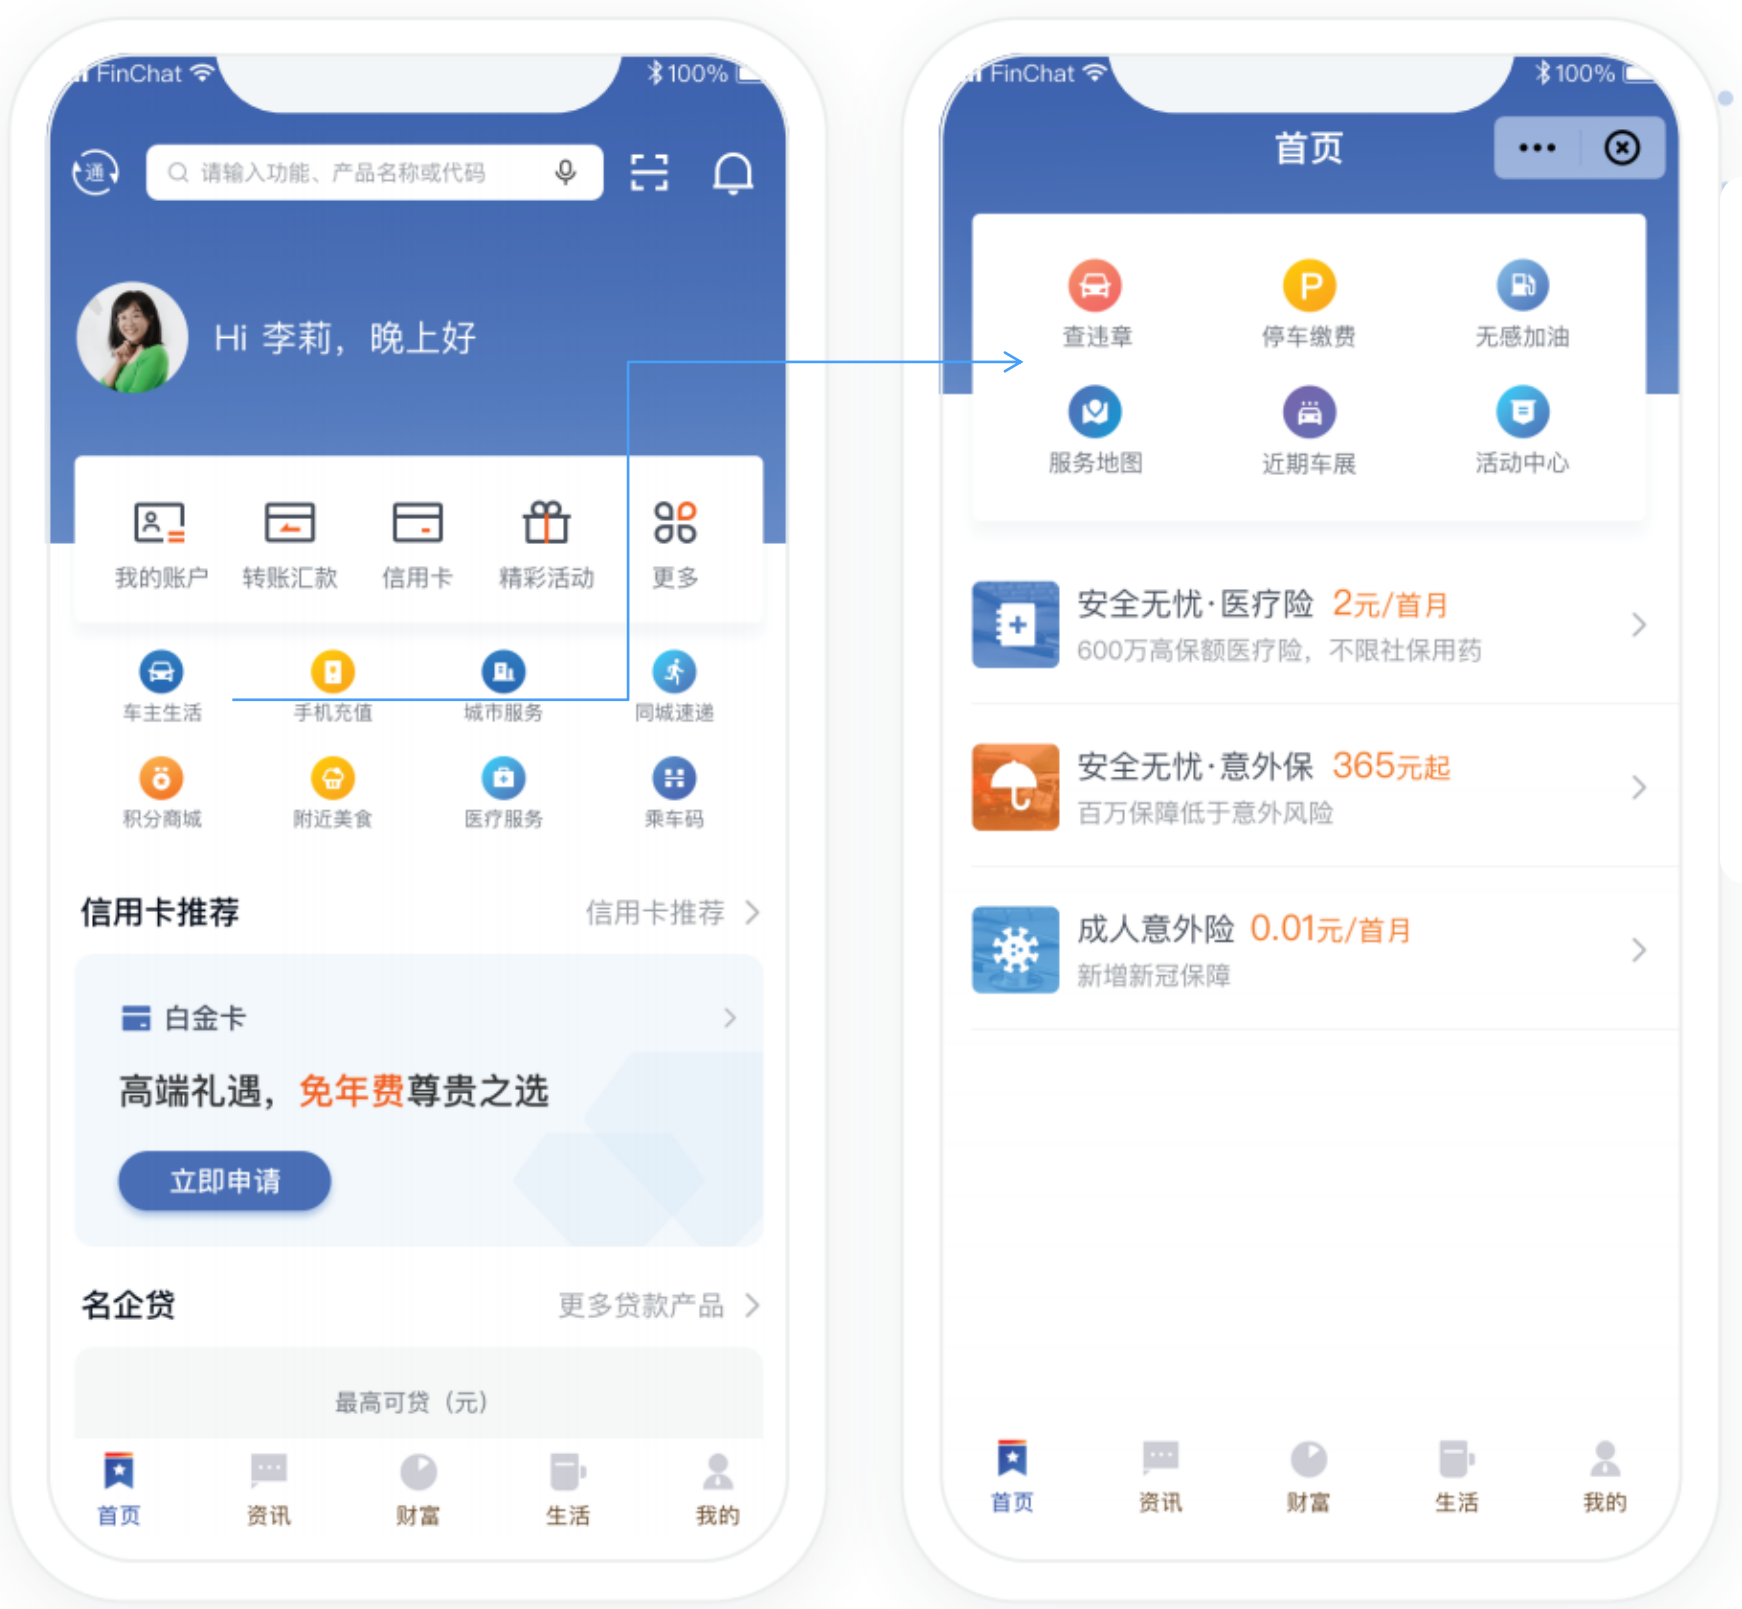 FinChat 100%
通 请输入功能、产品名称或代码
Hi 李莉，晚上好
我的账户 转账汇款 信用卡 精彩活动 更多
车主生活 手机充值 城市服务 同城速递
积分商城 附近美食 医疗服务 乘车码
信用卡推荐 信用卡推荐
白金卡
高端礼遇，免年费尊贵之选
立即申请
名企贷 更多贷款产品
最高可贷（元）
首页 资讯 财富 生活 我的
FinChat 100%
首页
查违章 停车缴费 无感加油
服务地图 近期车展 活动中心
安全无忧·医疗险 2元/首月
600万高保额医疗险，不限社保用药
安全无忧·意外保 365元起
百万保障低于意外风险
成人意外险 0.01元/首月
新增新冠保障
首页 资讯 财富 生活 我的